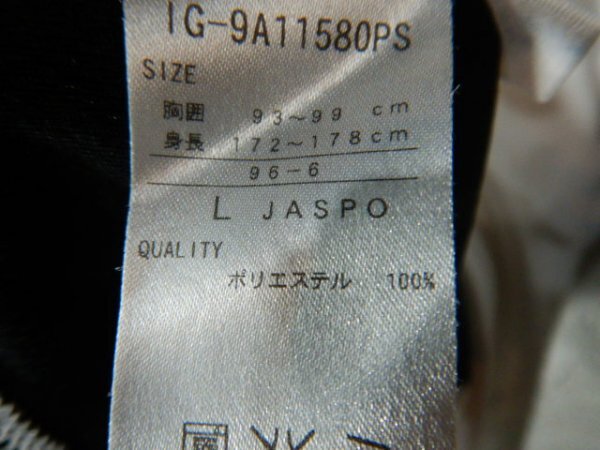 IG-9A11580PS
SIZE
胸囲 93～99 cm
身長 172～178cm
96-6
L JASPO
QUALITY
ポリエステル 100%